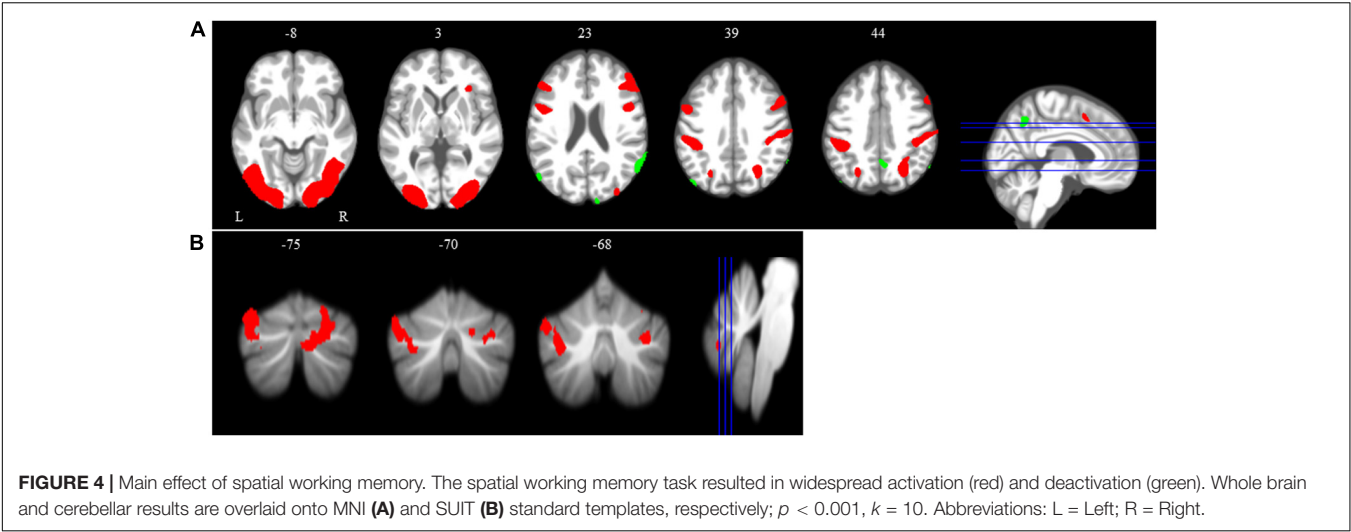 A
-8 3 23 39 44
L R
B
-75 -70 -68
FIGURE 4 | Main effect of spatial working memory. The spatial working memory task resulted in widespread activation (red) and deactivation (green). Whole brain
and cerebellar results are overlaid onto MNI (A) and SUIT (B) standard templates, respectively; p < 0.001, k = 10. Abbreviations: L = Left; R = Right.